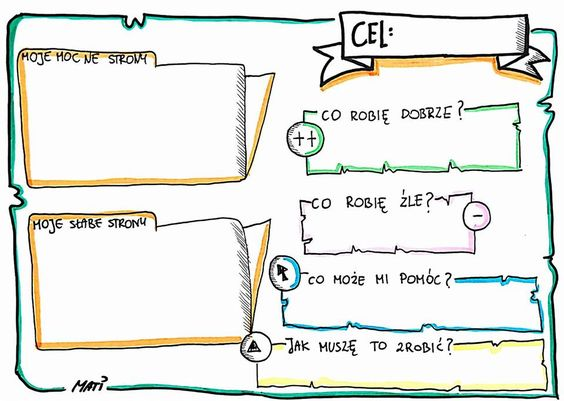 CEL:
MOJE MOCNE STRONY
CO ROBIĘ DOBRZE?
++
CO ROBIĘ ŹLE?
-
MOJE SŁABE STRONY
CO MOŻE MI POMÓC?
JAK MUSZĘ TO ZROBIĆ?
MATI